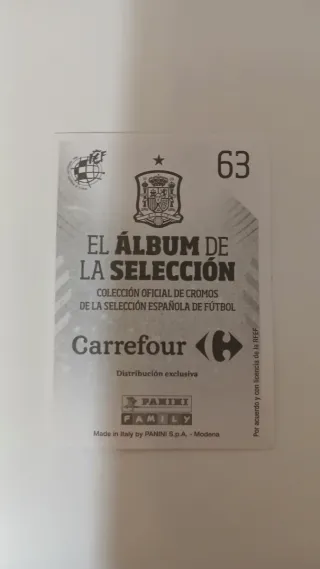 RFEF
63
EL ÁLBUM DE
LA SELECCIÓN
COLECCIÓN OFICIAL DE CROMOS
DE LA SELECCIÓN ESPAÑOLA DE FÚTBOL
Carrefour
Distribución exclusiva
PANINI
FAMILY
Made in Italy by PANINI S.p.A. - Modena
Por acuerdo y con licencia de la RFEF